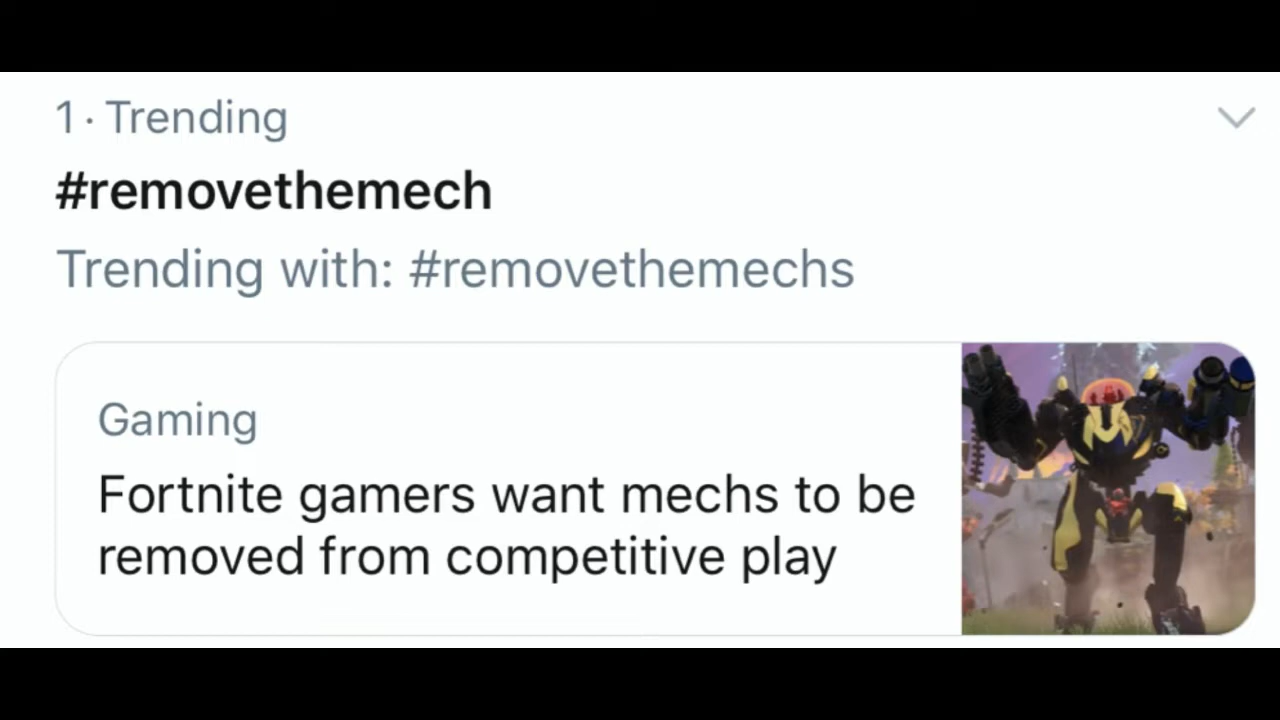 1 · Trending
#removethemech
Trending with: #removethemechs
Gaming
Fortnite gamers want mechs to be
removed from competitive play